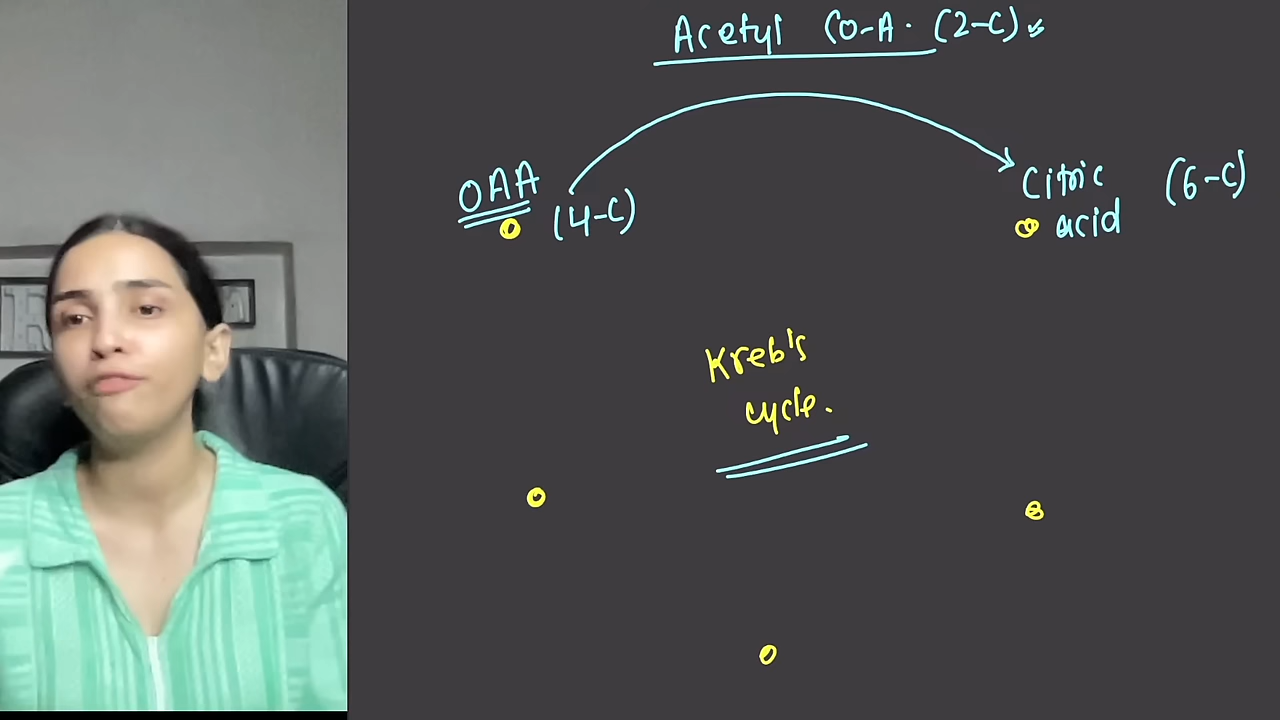 Acetyl CO-A. (2-C)
OAA
(4-C)
Citric (6-C)
acid
Kreb's
cycle.